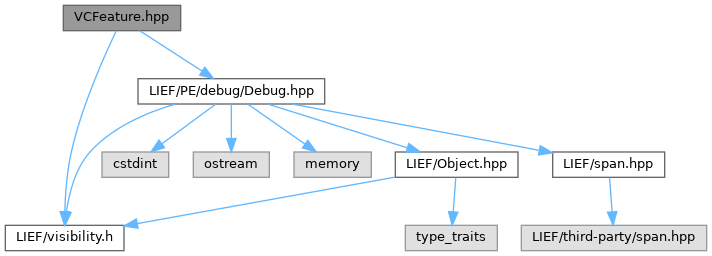 VCFeature.hpp
LIEF/PE/debug/Debug.hpp
cstdint
ostream
memory
LIEF/Object.hpp
LIEF/span.hpp
LIEF/visibility.h
type_traits
LIEF/third-party/span.hpp